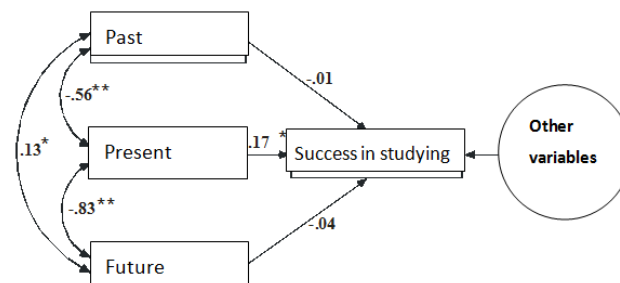 Past
-.01
-.56**
.13*
Present
.17 *
Success in studying
Other
variables
-.83**
-.04
Future